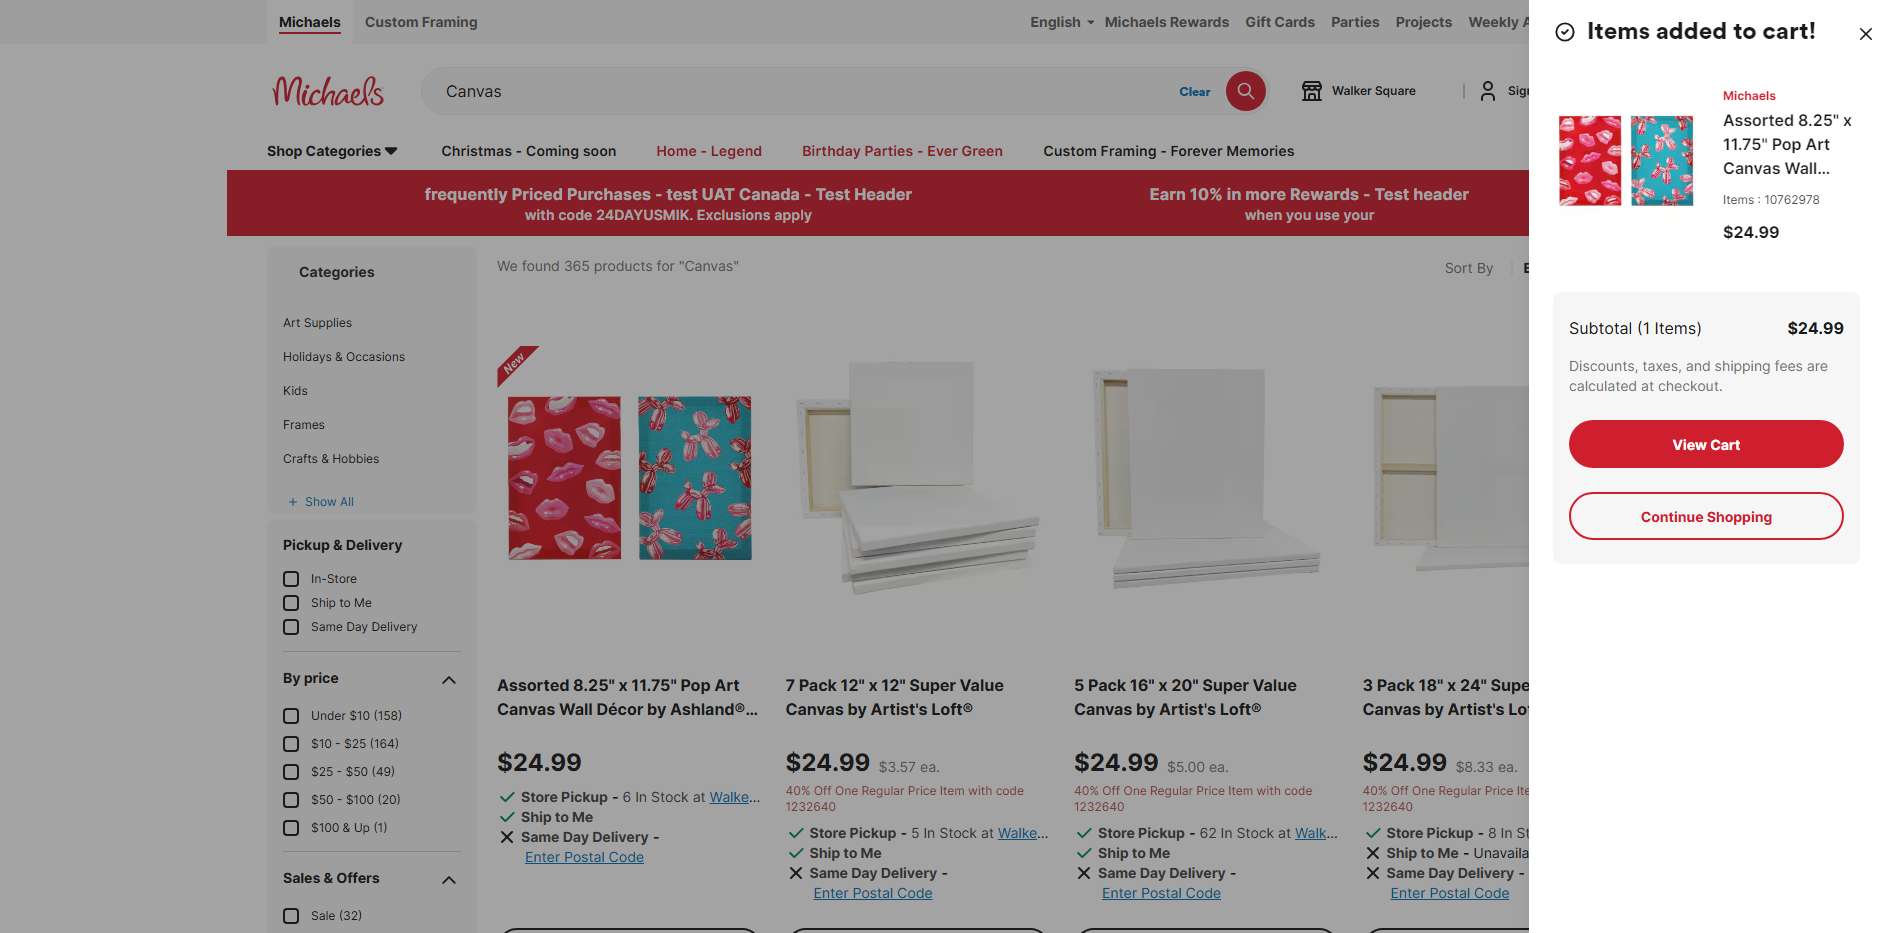 Michaels
Custom Framing
English
Michaels Rewards
Gift Cards
Parties
Projects
Weekly
Michaels
Canvas
Clear
Walker Square
Shop Categories
Christmas - Coming soon
Home - Legend
Birthday Parties - Ever Green
Custom Framing - Forever Memories
frequently Priced Purchases - test UAT Canada - Test Header
with code 24DAYUSMIK. Exclusions apply
Earn 10% in more Rewards - Test header
when you use your
Categories
Art Supplies
Holidays & Occasions
Kids
Frames
Crafts & Hobbies
+ Show All
Pickup & Delivery
In-Store
Ship to Me
Same Day Delivery
By price
Under $10 (158)
$10 - $25 (164)
$25 - $50 (49)
$50 - $100 (20)
$100 & Up (1)
Sales & Offers
Sale (32)
We found 365 products for "Canvas"
Sort By
New
Assorted 8.25" x 11.75" Pop Art
Canvas Wall Décor by Ashland®...
$24.99
Store Pickup - 6 In Stock at Walke...
Ship to Me
Same Day Delivery -
Enter Postal Code
7 Pack 12" x 12" Super Value
Canvas by Artist's Loft®
$24.99 $3.57 ea.
40% Off One Regular Price Item with code
1232640
Store Pickup - 5 In Stock at Walke...
Ship to Me
Same Day Delivery -
Enter Postal Code
5 Pack 16" x 20" Super Value
Canvas by Artist's Loft®
$24.99 $5.00 ea.
40% Off One Regular Price Item with code
1232640
Store Pickup - 62 In Stock at Walk...
Ship to Me
Same Day Delivery -
Enter Postal Code
3 Pack 18" x 24" Supe
Canvas by Artist's Lof
$24.99 $8.33 ea.
40% Off One Regular Price Ite
1232640
Store Pickup - 8 In St
Ship to Me - Unavaila
Same Day Delivery -
Enter Postal Code
Items added to cart!
Michaels
Assorted 8.25" x
11.75" Pop Art
Canvas Wall...
Items : 10762978
$24.99
Subtotal (1 Items) $24.99
Discounts, taxes, and shipping fees are
calculated at checkout.
View Cart
Continue Shopping